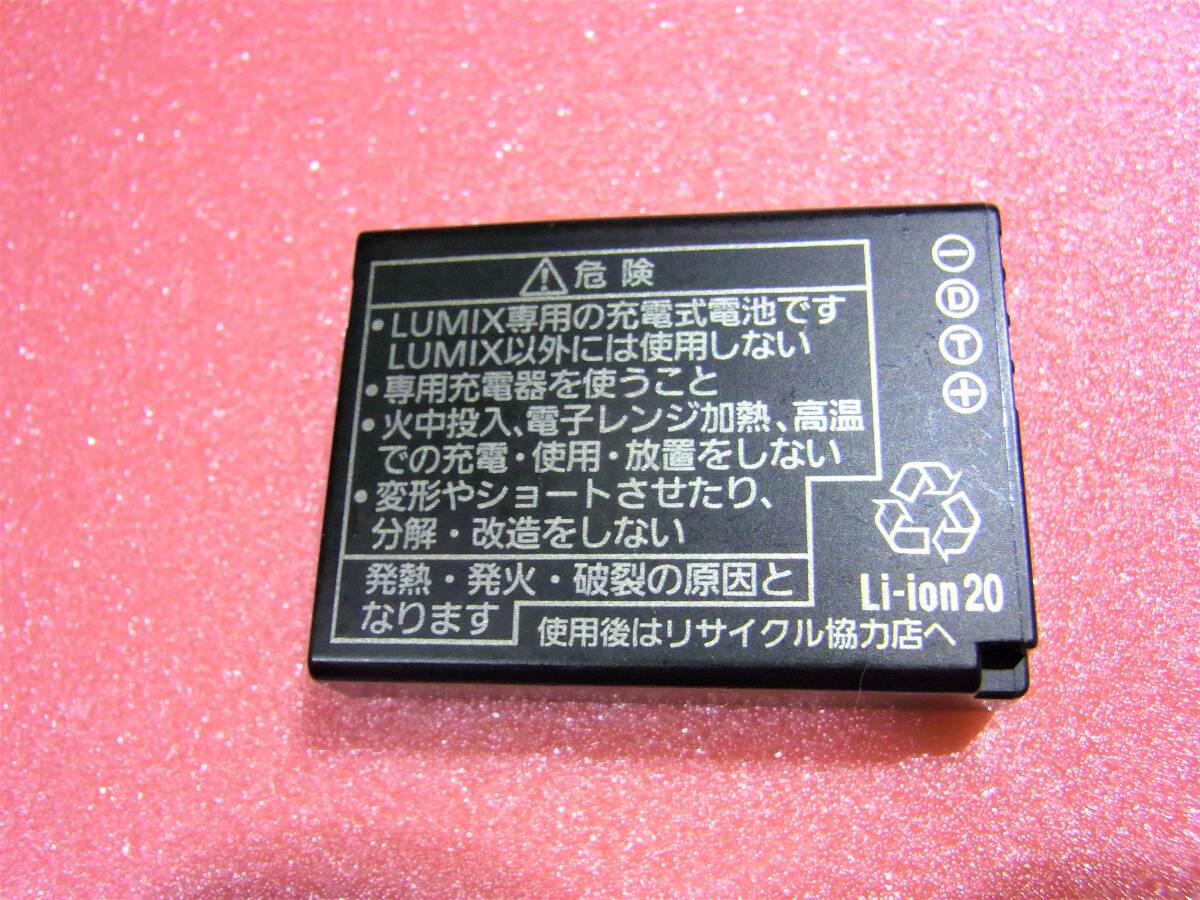 ⚠危険
・LUMIX専用の充電式電池です
LUMIX以外には使用しない
・専用充電器を使うこと
・火中投入、電子レンジ加熱、高温
での充電・使用・放置をしない
・変形やショートさせたり、
分解・改造をしない
発熱・発火・破裂の原因と
なります
使用後はリサイクル協力店へ
−
D
T
+
Li-ion 20